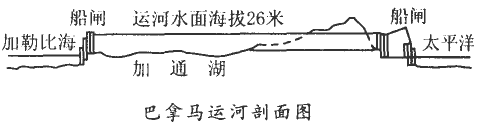 船闸 运河水面海拔26米 船闸
加勒比海 太平洋
加通湖
巴拿马运河剖面图